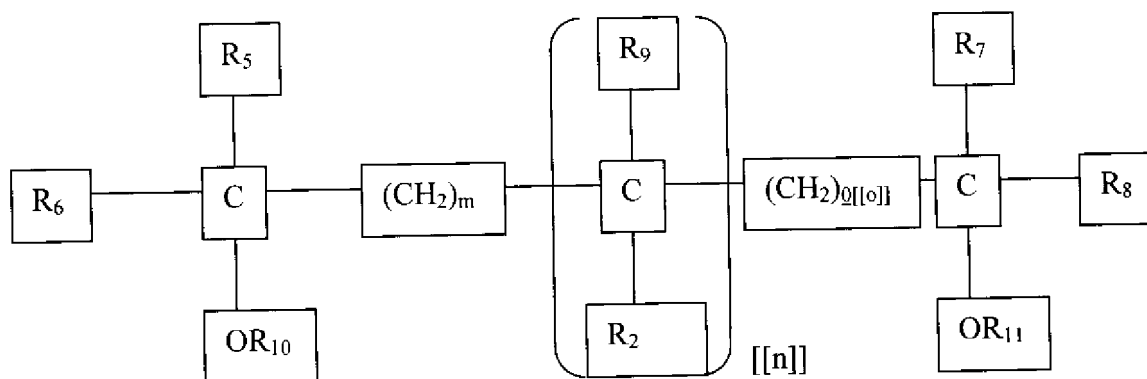 R₅ R₉ R₇
R₆ C (CH₂)ₘ C (CH₂)₀[[o]] C R₈
OR₁₀ R₂ [[n]] OR₁₁